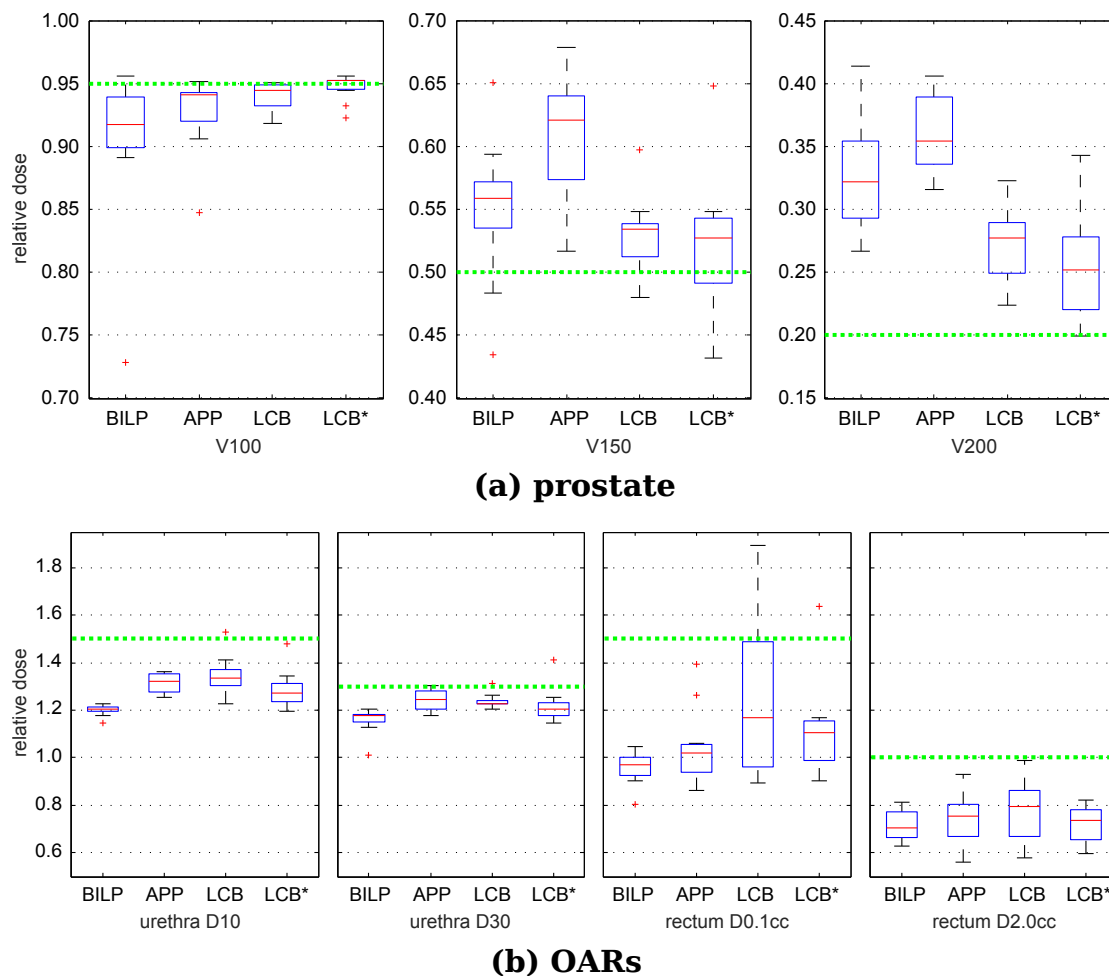 1.00
0.95
0.90
0.85
0.80
0.75
0.70
relative dose
BILP APP LCB LCB*
V100
0.70
0.65
0.60
0.55
0.50
0.45
0.40
BILP APP LCB LCB*
V150
0.45
0.40
0.35
0.30
0.25
0.20
0.15
BILP APP LCB LCB*
V200
(a) prostate
1.8
1.6
1.4
1.2
1.0
0.8
0.6
relative dose
BILP APP LCB LCB*
urethra D10
BILP APP LCB LCB*
urethra D30
BILP APP LCB LCB*
rectum D0.1cc
BILP APP LCB LCB*
rectum D2.0cc
(b) OARs